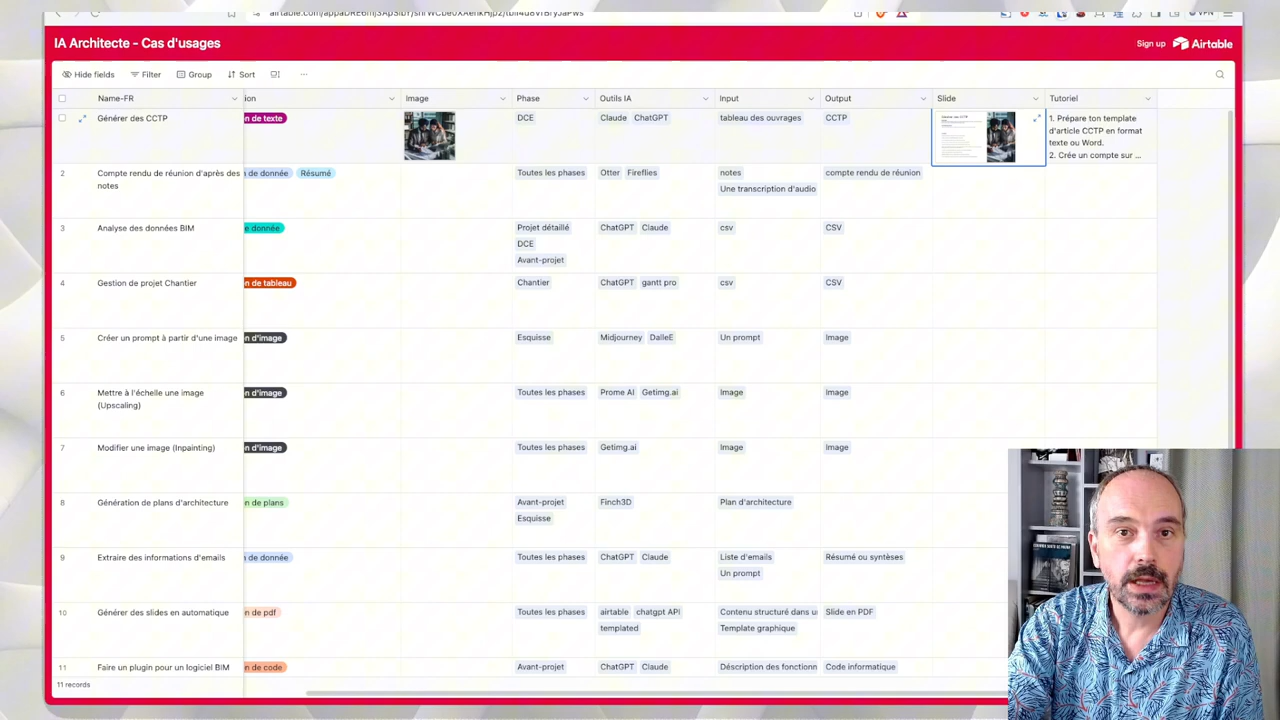 IA Architecte - Cas d'usages
Sign up Airtable
Hide fields Filter Group Sort ...
Name-FR ion Image Phase Outils IA Input Output Slide Tutoriel
Générer des CCTP n de texte DCE Claude ChatGPT tableau des ouvrages CCTP
1. Prépare ton template
d'article CCTP en format
texte ou Word.
2. Crée un compte sur ...
2 Compte rendu de réunion d'après des
notes
n de donnée Résumé Toutes les phases Otter Fireflies notes compte rendu de réunion
Une transcription d'audio
3 Analyse des données BIM e donnée Projet détaillé ChatGPT Claude csv CSV
DCE
Avant-projet
4 Gestion de projet Chantier n de tableau Chantier ChatGPT gantt pro csv CSV
5 Créer un prompt à partir d'une image n d'image Esquisse Midjourney DalleE Un prompt Image
6 Mettre à l'échelle une image
(Upscaling)
n d'image Toutes les phases Prome AI Getimg.ai Image Image
7 Modifier une image (Inpainting) n d'image Toutes les phases Getimg.ai Image Image
8 Génération de plans d'architecture n de plans Avant-projet Finch3D Plan d'architecture
Esquisse
9 Extraire des informations d'emails n de donnée Toutes les phases ChatGPT Claude Liste d'emails Résumé ou syntèses
Un prompt
10 Générer des slides en automatique n de pdf Toutes les phases airtable chatgpt API Contenu structuré dans u Slide en PDF
templated Template graphique
11 Faire un plugin pour un logiciel BIM n de code Avant-projet ChatGPT Claude Déscription des fonctionn Code informatique
11 records